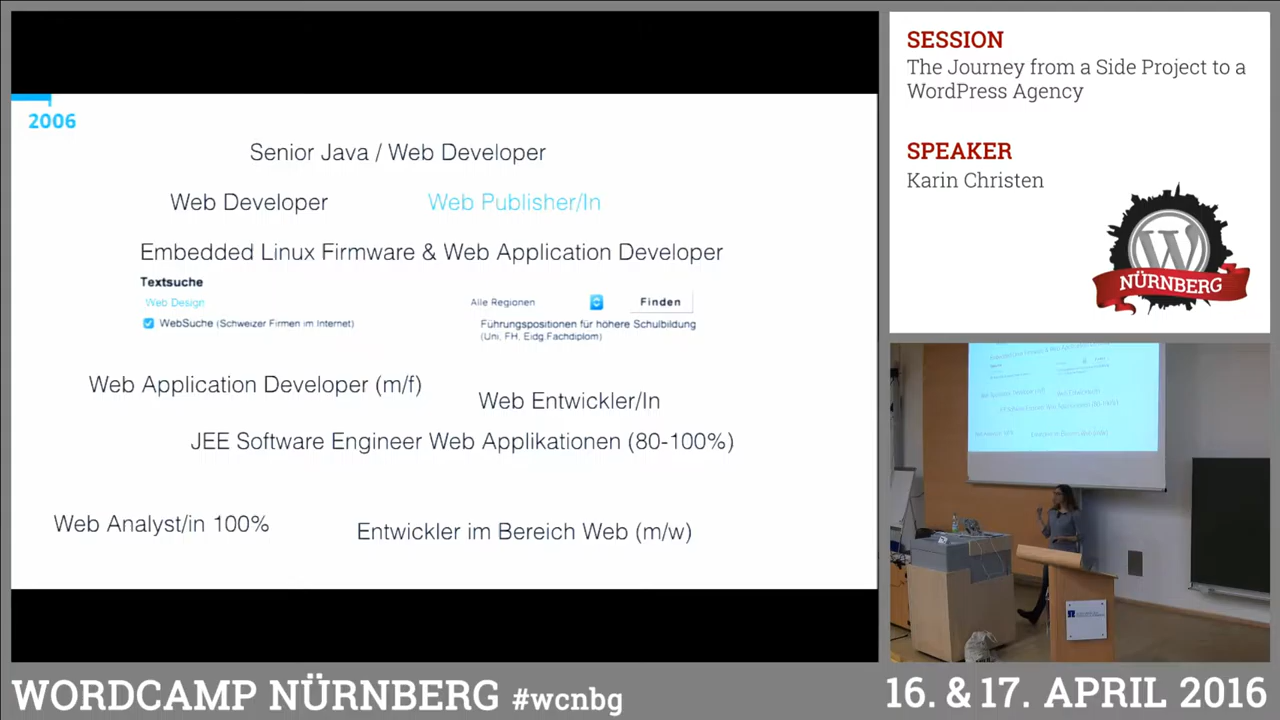 2006
Senior Java / Web Developer
Web Developer
Web Publisher/In
Embedded Linux Firmware & Web Application Developer
Textsuche
Web Design
Alle Regionen
Finden
WebSuche (Schweizer Firmen im Internet)
Führungspositionen für höhere Schulbildung
(Uni, FH, Eidg.Fachdiplom)
Web Application Developer (m/f)
Web Entwickler/In
JEE Software Engineer Web Applikationen (80-100%)
Web Analyst/in 100%
Entwickler im Bereich Web (m/w)
SESSION
The Journey from a Side Project to a
WordPress Agency
SPEAKER
Karin Christen
W
NÜRNBERG
WORDCAMP NÜRNBERG #wcnbg
16. & 17. APRIL 2016